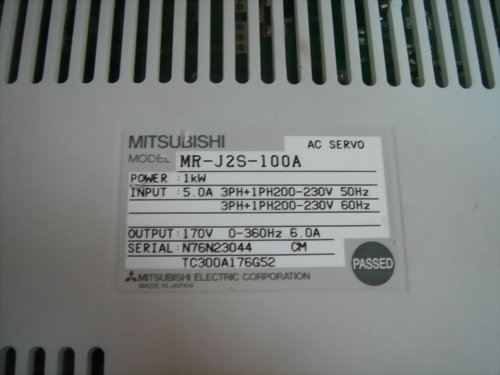 MITSUBISHI
AC SERVO
MODEL MR-J2S-100A
POWER :1kW
INPUT :5.0A 3PH+1PH200-230V 50Hz
3PH+1PH200-230V 60Hz
OUTPUT:170V 0-360Hz 6.0A
SERIAL:N76N23044 CM
TC300A176G52
PASSED
MITSUBISHI ELECTRIC CORPORATION
MADE IN JAPAN